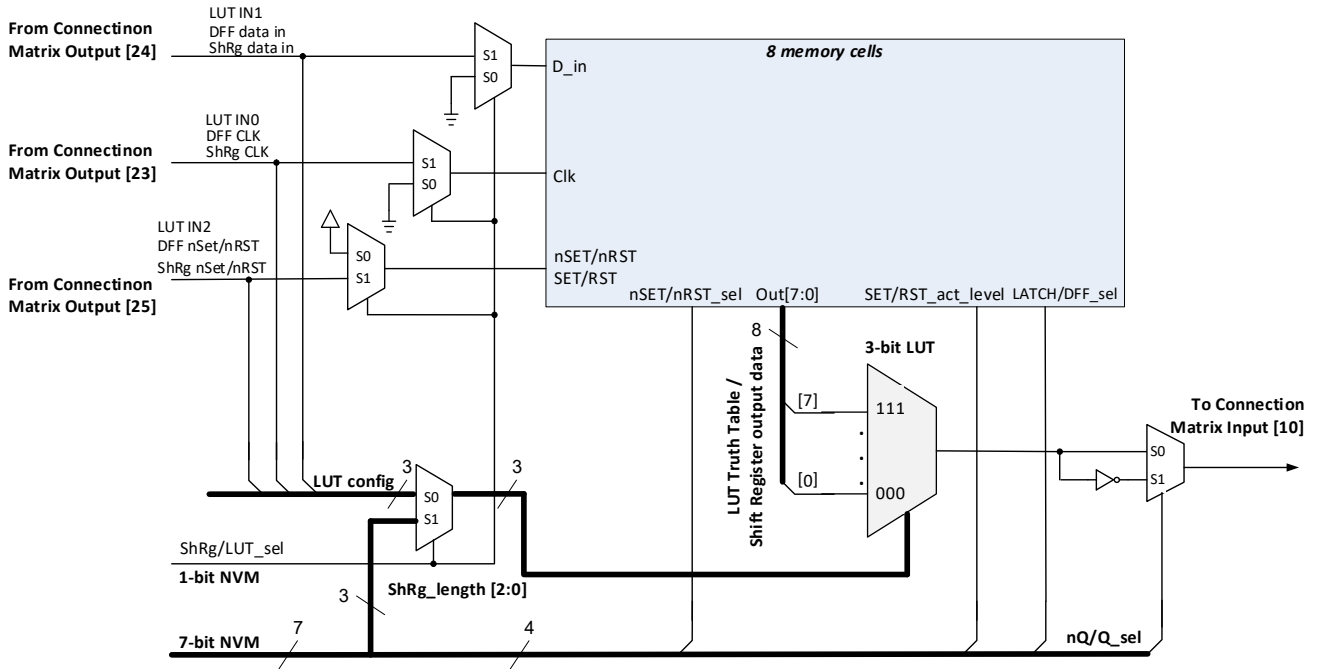 From Connectinon
Matrix Output [24]
LUT IN1
DFF data in
ShRg data in
S1
S0
D_in
8 memory cells
From Connectinon
Matrix Output [23]
LUT IN0
DFF CLK
ShRg CLK
S1
S0
Clk
From Connectinon
Matrix Output [25]
LUT IN2
DFF nSet/nRST
ShRg nSet/nRST
S0
S1
nSET/nRST
SET/RST
nSET/nRST_sel
Out[7:0]
SET/RST_act_level
LATCH/DFF_sel
8
LUT Truth Table /
Shift Register output data
3-bit LUT
[7]
111
[0]
000
S0
S1
To Connection
Matrix Input [10]
LUT config
3
S0
S1
3
ShRg/LUT_sel
1-bit NVM
ShRg_length [2:0]
3
7-bit NVM
7
4
nQ/Q_sel